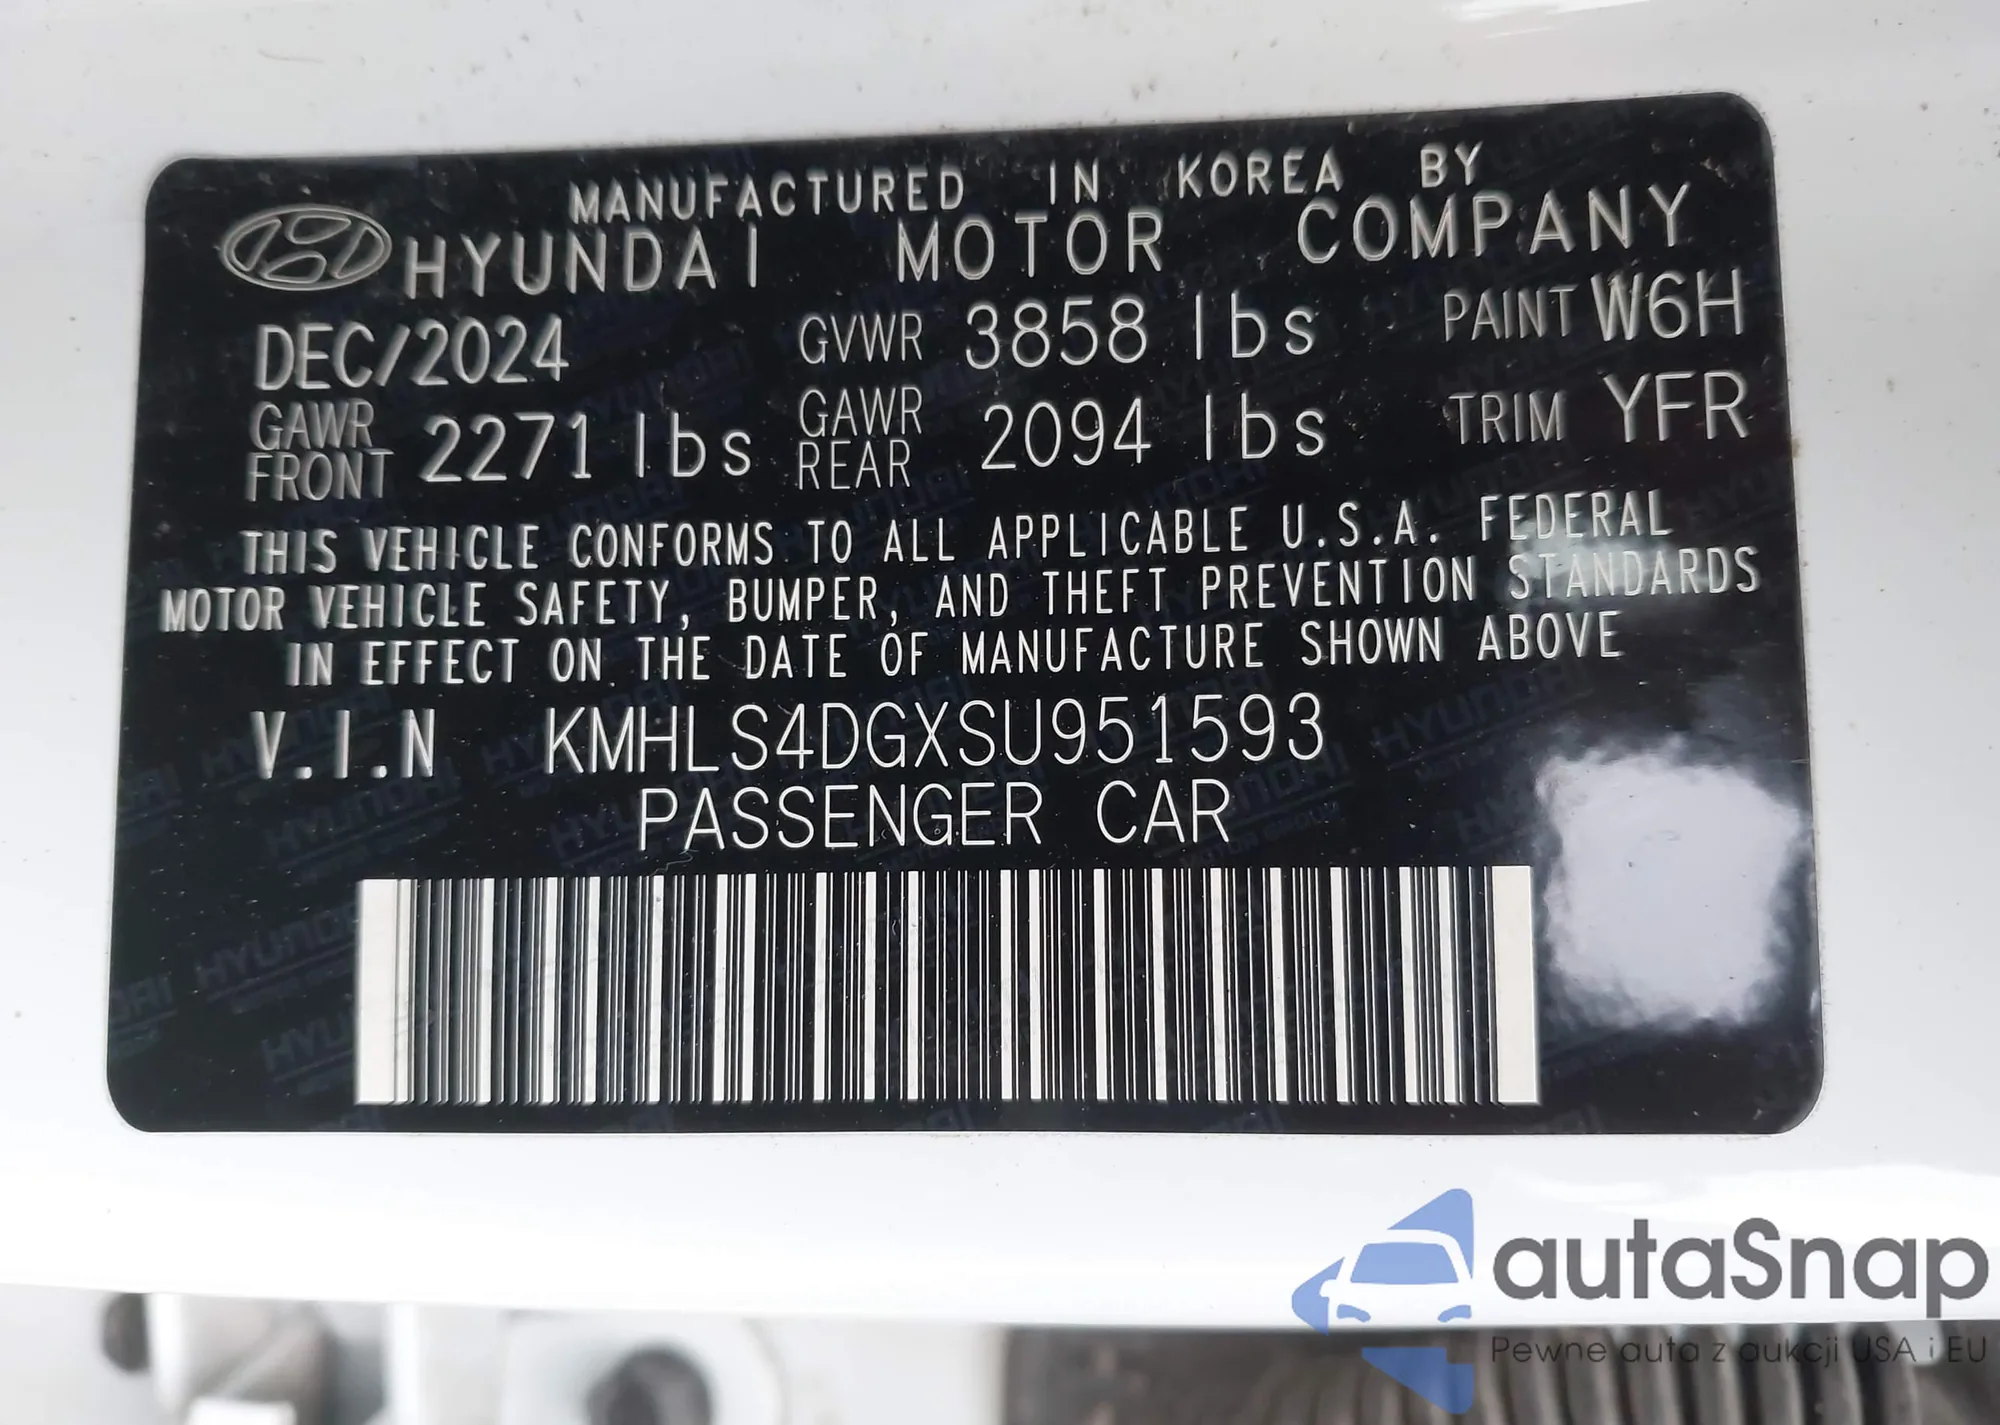 MANUFACTURED IN KOREA BY
HYUNDAI MOTOR COMPANY
DEC/2024 GVWR 3858 lbs PAINT W6H
GAWR FRONT 2271 lbs GAWR REAR 2094 lbs TRIM YFR
THIS VEHICLE CONFORMS TO ALL APPLICABLE U.S.A. FEDERAL
MOTOR VEHICLE SAFETY, BUMPER, AND THEFT PREVENTION STANDARDS
IN EFFECT ON THE DATE OF MANUFACTURE SHOWN ABOVE
V.I.N KMHLS4DGXSU951593
PASSENGER CAR
autaSnap
Pewne auta z aukcji USA i EU